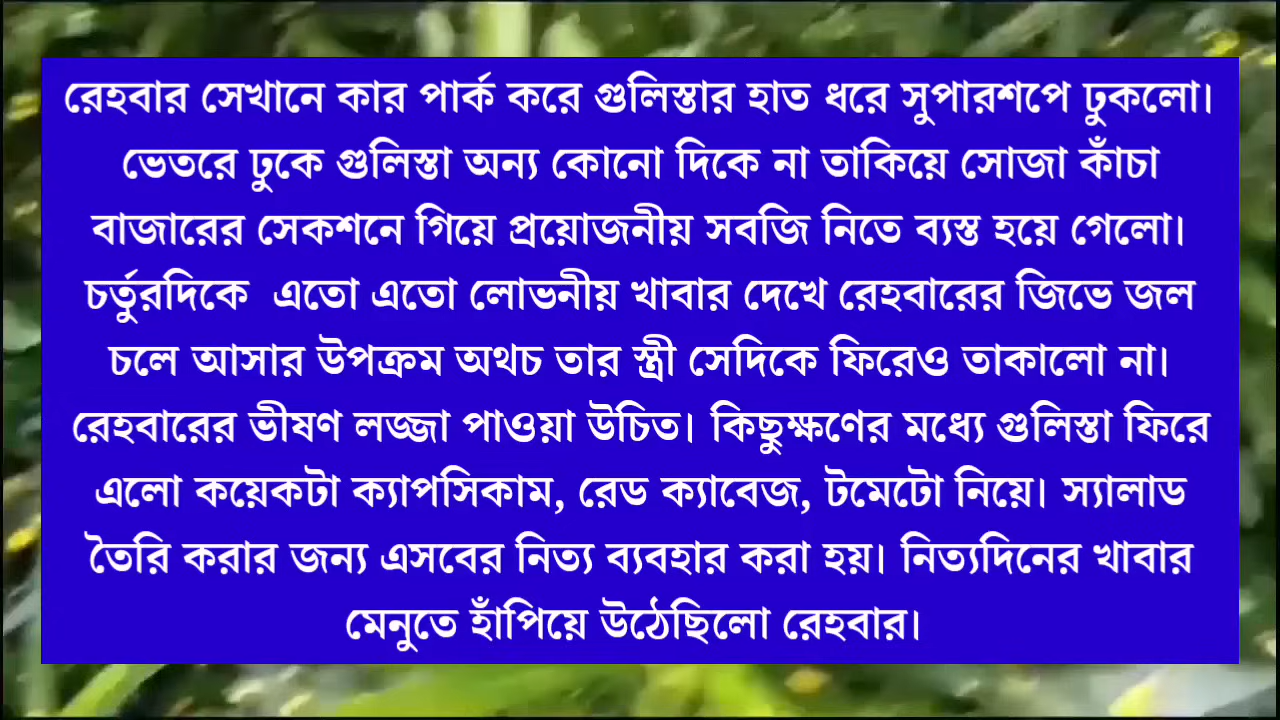 রেহবার সেখানে কার পার্ক করে গুলিস্তার হাত ধরে সুপারশপে ঢুকলো।
ভেতরে ঢুকে গুলিস্তা অন্য কোনো দিকে না তাকিয়ে সোজা কাঁচা
বাজারের সেকশনে গিয়ে প্রয়োজনীয় সবজি নিতে ব্যস্ত হয়ে গেলো।
চর্তুরদিকে এতো এতো লোভনীয় খাবার দেখে রেহবারের জিভে জল
চলে আসার উপক্রম অথচ তার স্ত্রী সেদিকে ফিরেও তাকালো না।
রেহবারের ভীষণ লজ্জা পাওয়া উচিত। কিছুক্ষণের মধ্যে গুলিস্তা ফিরে
এলো কয়েকটা ক্যাপসিকাম, রেড ক্যাবেজ, টমেটো নিয়ে। স্যালাড
তৈরি করার জন্য এসবের নিত্য ব্যবহার করা হয়। নিত্যদিনের খাবার
মেনুতে হাঁপিয়ে উঠেছিলো রেহবার।